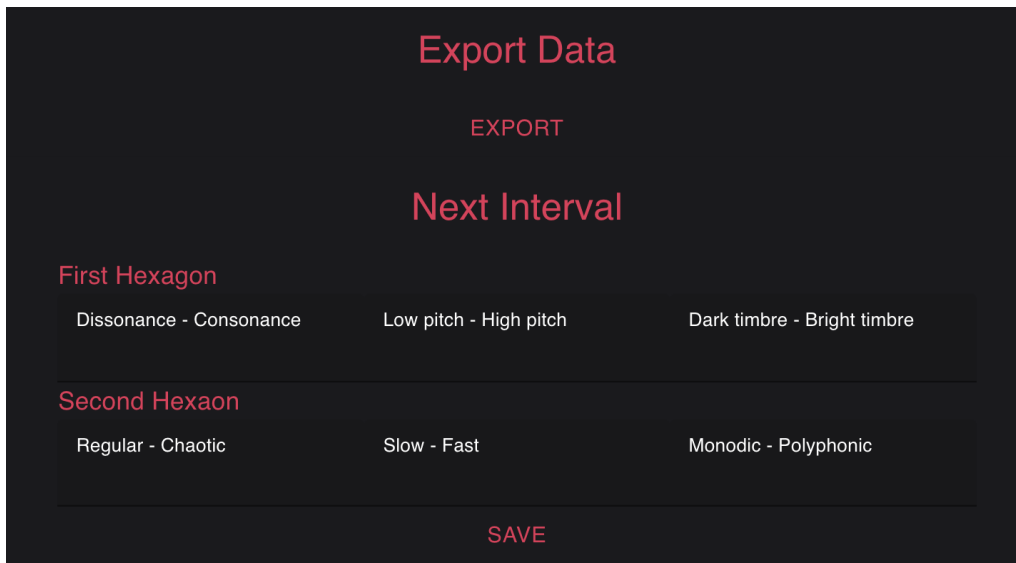 Export Data
EXPORT
Next Interval
First Hexagon
Dissonance - Consonance Low pitch - High pitch Dark timbre - Bright timbre
Second Hexaon
Regular - Chaotic Slow - Fast Monodic - Polyphonic
SAVE